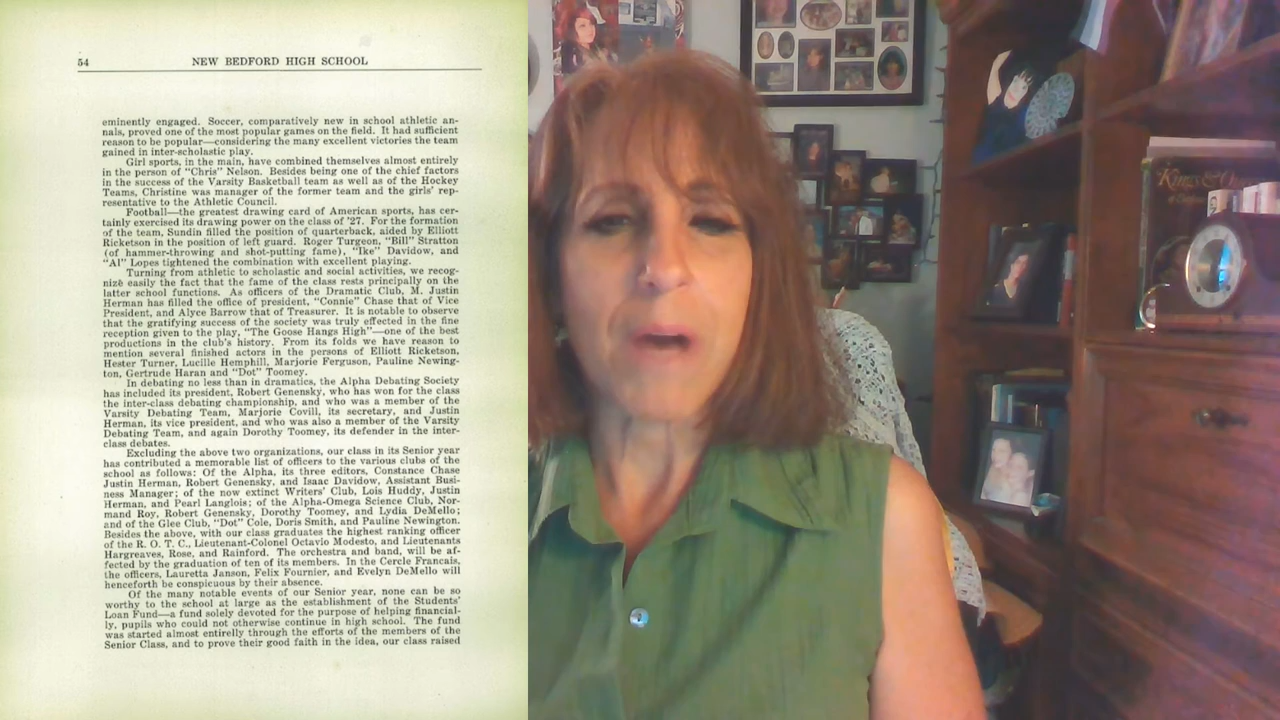 54
NEW BEDFORD HIGH SCHOOL
eminently engaged. Soccer, comparatively new in school athletic an-
nals, proved one of the most popular games on the field. It had sufficient
reason to be popular—considering the many excellent victories the team
gained in inter-scholastic play.
Girl sports, in the main, have combined themselves almost entirely
in the person of "Chris" Nelson. Besides being one of the chief factors
in the success of the Varsity Basketball team as well as of the Hockey
Teams, Christine was manager of the former team and the girls' rep-
resentative to the Athletic Council.
Football—the greatest drawing card of American sports, has cer-
tainly exercised its drawing power on the class of '27. For the formation
of the team, Sundin filled the position of quarterback, aided by Elliott
Ricketson in the position of left guard. Roger Turgeon, "Bill" Stratton
(of hammer-throwing and shot-putting fame), "Ike" Davidow, and
"Al" Lopes tightened the combination with excellent playing.
Turning from athletic to scholastic and social activities, we recog-
nize easily the fact that the fame of the class rests principally on the
latter school functions. As officers of the Dramatic Club, M. Justin
Herman has filled the office of president, "Connie" Chase that of Vice
President, and Alyce Barrow that of Treasurer. It is notable to observe
that the gratifying success of the society was truly effected in the fine
reception given to the play, "The Goose Hangs High"—one of the best
productions in the club's history. From its folds we have reason to
mention several finished actors in the persons of Elliott Ricketson,
Hester Turner, Lucille Hemphill, Marjorie Ferguson, Pauline Newing-
ton, Gertrude Haran and "Dot" Toomey.
In debating no less than in dramatics, the Alpha Debating Society
has included its president, Robert Genensky, who has won for the class
the inter-class debating championship, and who was a member of the
Varsity Debating Team, Marjorie Covill, its secretary, and Justin
Herman, its vice president, and who was also a member of the Varsity
Debating Team, and again Dorothy Toomey, its defender in the inter-
class debates.
Excluding the above two organizations, our class in its Senior year
has contributed a memorable list of officers to the various clubs of the
school as follows: Of the Alpha, its three editors, Constance Chase
Justin Herman, Robert Genensky, and Isaac Davidow, Assistant Busi-
ness Manager; of the now extinct Writers' Club, Lois Huddy, Justin
Herman, and Pearl Langlois; of the Alpha-Omega Science Club, Nor-
mand Roy, Robert Genensky, Dorothy Toomey, and Lydia DeMello;
and of the Glee Club, "Dot" Cole, Doris Smith, and Pauline Newington.
Besides the above, with our class graduates the highest ranking officer
of the R. O. T. C., Lieutenant-Colonel Octavio Modesto, and Lieutenants
Hargreaves, Rose, and Rainford. The orchestra and band, will be af-
fected by the graduation of ten of its members. In the Cercle Francais,
the officers, Lauretta Janson, Felix Fournier, and Evelyn DeMello will
henceforth be conspicuous by their absence.
Of the many notable events of our Senior year, none can be so
worthy to the school at large as the establishment of the Students'
Loan Fund—a fund solely devoted for the purpose of helping financial-
ly, pupils who could not otherwise continue in high school. The fund
was started almost entirelly through the efforts of the members of the
Senior Class, and to prove their good faith in the idea, our class raised
Kings &